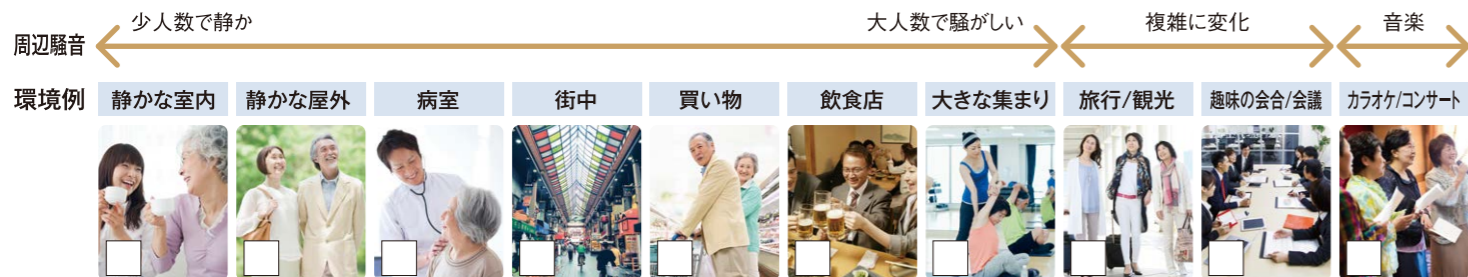 周辺騒音
少人数で静か
大人数で騒がしい
複雑に変化
音楽
環境例
静かな室内
静かな屋外
病室
街中
買い物
飲食店
大きな集まり
旅行/観光
趣味の会合/会議
カラオケ/コンサート